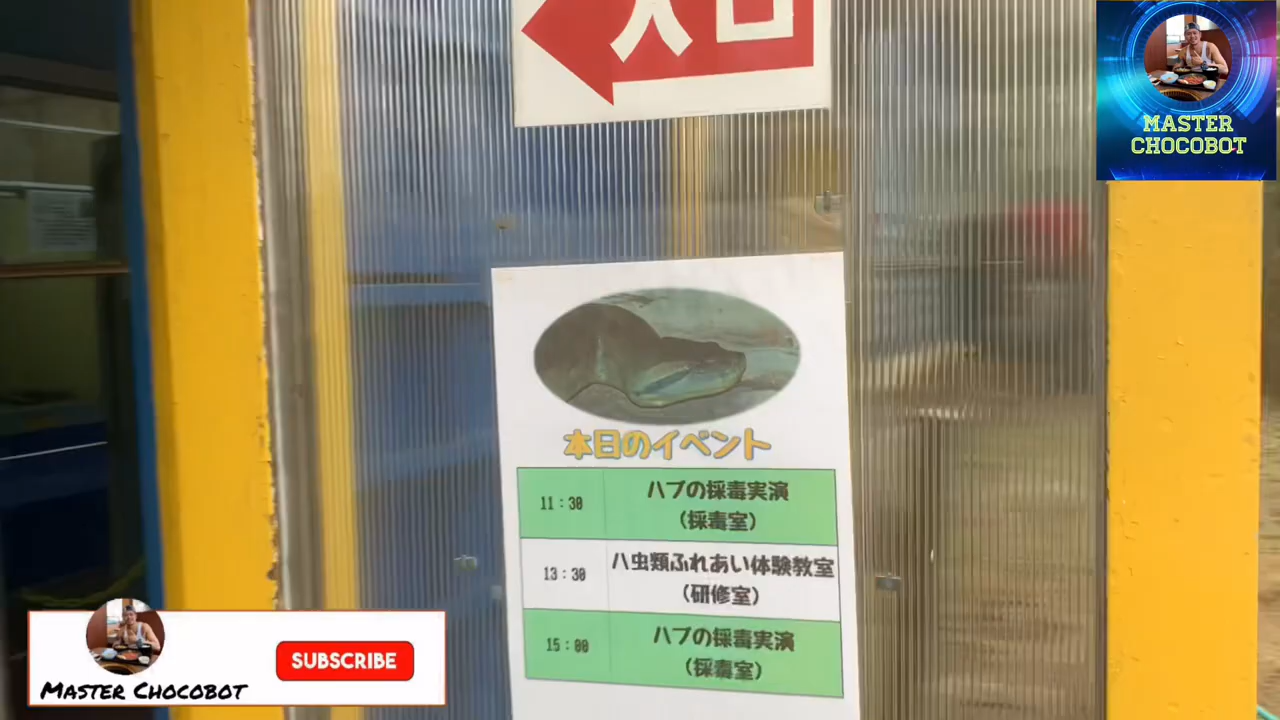 入口
MASTER
CHOCOBOT
本日のイベント
11:30 ハブの採毒実演
(採毒室)
13:30 ハ虫類ふれあい体験教室
(研修室)
15:00 ハブの採毒実演
(採毒室)
SUBSCRIBE
MASTER CHOCOBOT